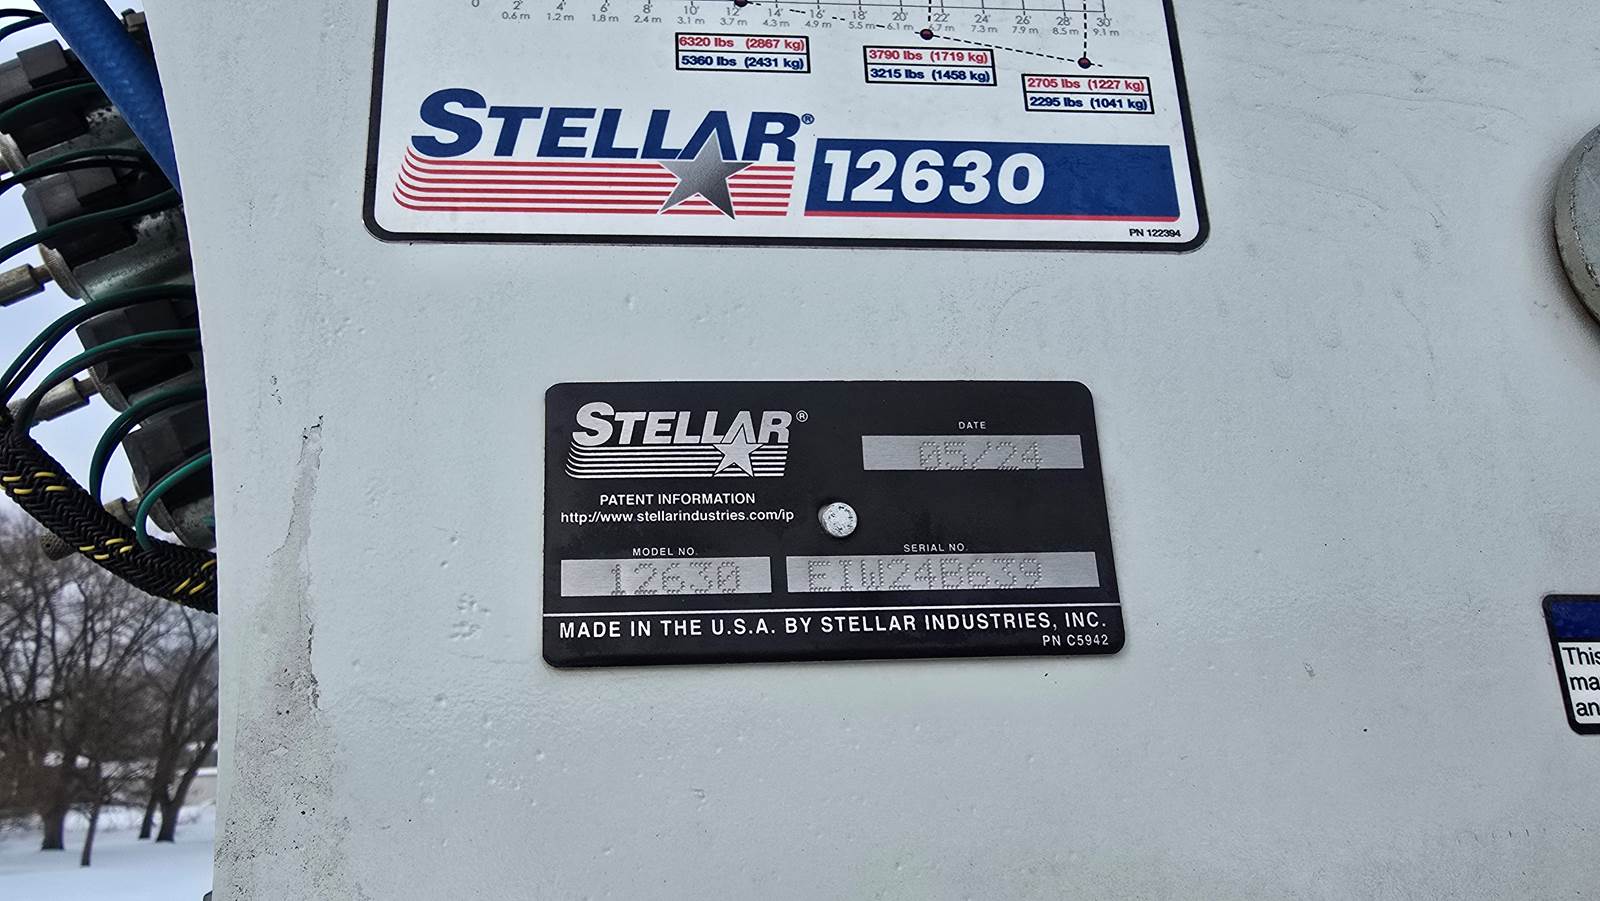 0 2' 4' 6' 8' 10' 12' 14' 16' 18' 20' 22' 24' 26' 28' 30'
0.6 m 1.2 m 1.8 m 2.4 m 3.1 m 3.7 m 4.3 m 4.9 m 5.5 m 6.1 m 6.7 m 7.3 m 7.9 m 8.5 m 9.1 m
6320 lbs (2867 kg)
5360 lbs (2431 kg)
3790 lbs (1719 kg)
3215 lbs (1458 kg)
2705 lbs (1227 kg)
2295 lbs (1041 kg)
STELLAR® 12630
PN 122394
STELLAR®
DATE
05/24
PATENT INFORMATION
http://www.stellarindustries.com/ip
MODEL NO.
12630
SERIAL NO.
EIW24B639
MADE IN THE U.S.A. BY STELLAR INDUSTRIES, INC.
PN C5942
This
ma
an